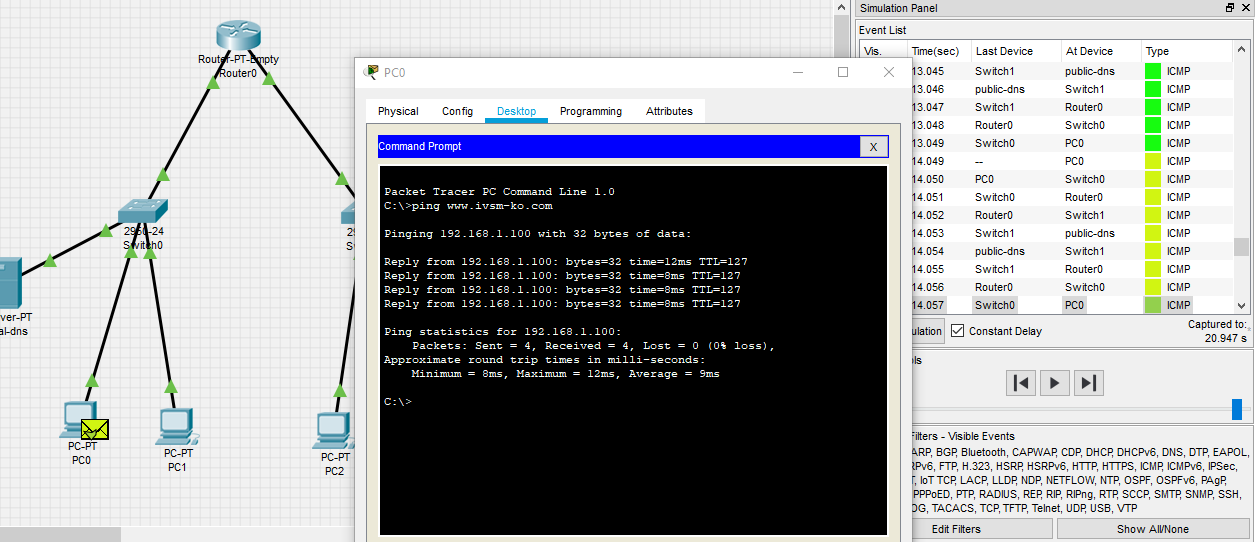 Router-PT-Empty
Router0
2950-24
Switch0
ver-PT
al-dns
PC-PT
PC0
PC-PT
PC1
PC-PT
PC2
PC0
Physical Config Desktop Programming Attributes
Command Prompt
X
Packet Tracer PC Command Line 1.0
C:\>ping www.ivsm-ko.com
Pinging 192.168.1.100 with 32 bytes of data:
Reply from 192.168.1.100: bytes=32 time=12ms TTL=127
Reply from 192.168.1.100: bytes=32 time=8ms TTL=127
Reply from 192.168.1.100: bytes=32 time=8ms TTL=127
Reply from 192.168.1.100: bytes=32 time=8ms TTL=127
Ping statistics for 192.168.1.100:
Packets: Sent = 4, Received = 4, Lost = 0 (0% loss),
Approximate round trip times in milli-seconds:
Minimum = 8ms, Maximum = 12ms, Average = 9ms
C:\>
Simulation Panel
Event List
Vis. Time(sec) Last Device At Device Type
13.045 Switch1 public-dns ICMP
13.046 public-dns Switch1 ICMP
13.047 Switch1 Router0 ICMP
13.048 Router0 Switch0 ICMP
13.049 Switch0 PC0 ICMP
14.049 -- PC0 ICMP
14.050 PC0 Switch0 ICMP
14.051 Switch0 Router0 ICMP
14.052 Router0 Switch1 ICMP
14.053 Switch1 public-dns ICMP
14.054 public-dns Switch1 ICMP
14.055 Switch1 Router0 ICMP
14.056 Router0 Switch0 ICMP
14.057 Switch0 PC0 ICMP
ulation Constant Delay
Captured to:
20.947 s
ols
Filters - Visible Events
ARP, BGP, Bluetooth, CAPWAP, CDP, DHCP, DHCPv6, DNS, DTP, EAPOL,
RPv6, FTP, H.323, HSRP, HSRPv6, HTTP, HTTPS, ICMP, ICMPv6, IPSec,
T, IoT TCP, LACP, LLDP, NDP, NETFLOW, NTP, OSPF, OSPFv6, PAgP,
PPPoED, PTP, RADIUS, REP, RIP, RIPng, RTP, SCCP, SMTP, SNMP, SSH,
OG, TACACS, TCP, TFTP, Telnet, UDP, USB, VTP
Edit Filters Show All/None